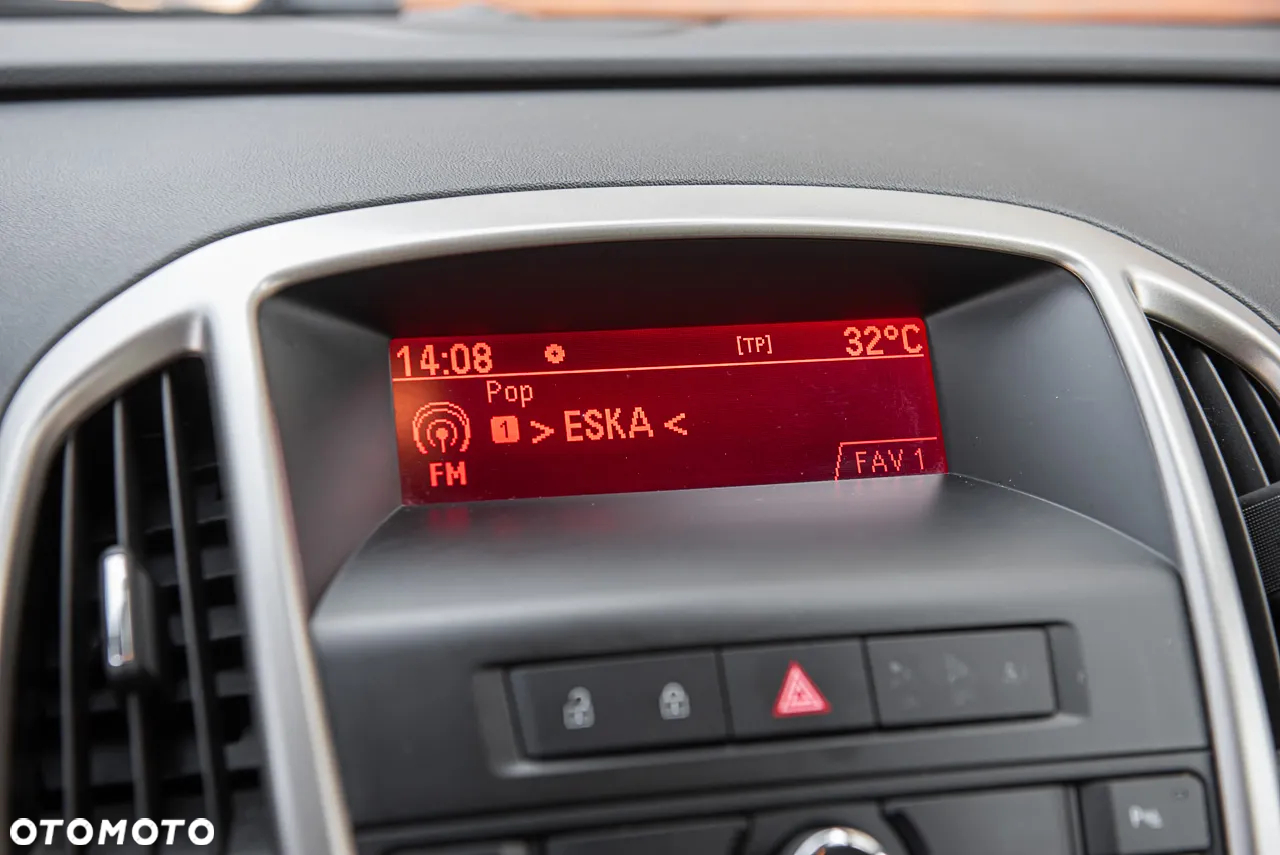 14:08 [TP] 32°C
Pop
1 > ESKA <
FM
FAV 1
P
OTOMOTO